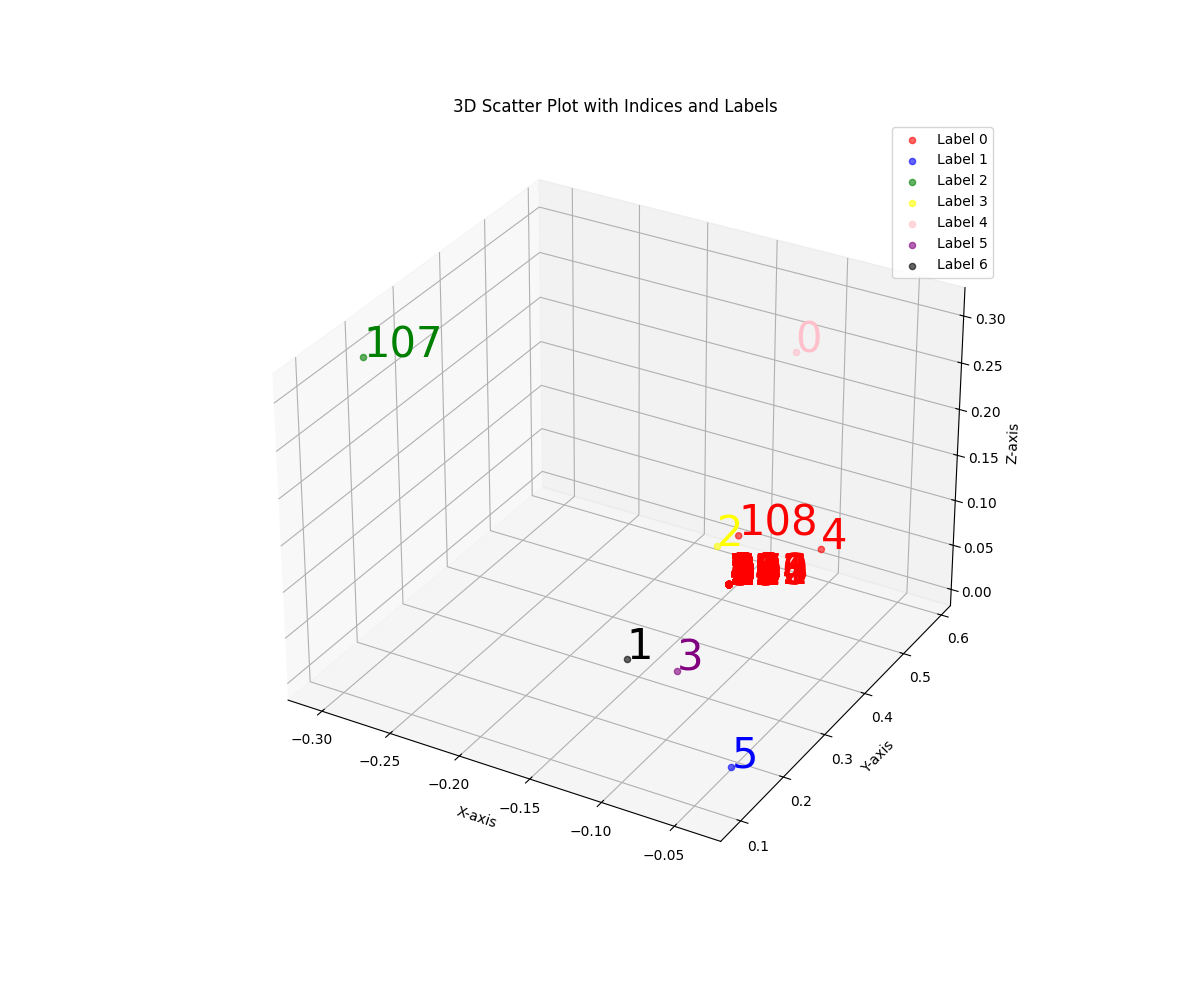 3D Scatter Plot with Indices and Labels
Label 0
Label 1
Label 2
Label 3
Label 4
Label 5
Label 6
107
0
2
108
4
1
3
5
0.30
0.25
0.20
0.15
0.10
0.05
0.00
Z-axis
0.6
0.5
0.4
0.3
0.2
0.1
Y-axis
−0.30
−0.25
−0.20
−0.15
−0.10
−0.05
X-axis